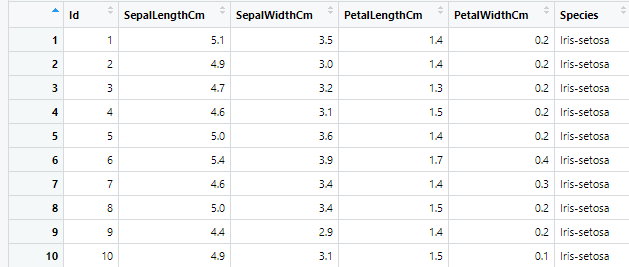 Id SepalLengthCm SepalWidthCm PetalLengthCm PetalWidthCm Species
1 1 5.1 3.5 1.4 0.2 Iris-setosa
2 2 4.9 3.0 1.4 0.2 Iris-setosa
3 3 4.7 3.2 1.3 0.2 Iris-setosa
4 4 4.6 3.1 1.5 0.2 Iris-setosa
5 5 5.0 3.6 1.4 0.2 Iris-setosa
6 6 5.4 3.9 1.7 0.4 Iris-setosa
7 7 4.6 3.4 1.4 0.3 Iris-setosa
8 8 5.0 3.4 1.5 0.2 Iris-setosa
9 9 4.4 2.9 1.4 0.2 Iris-setosa
10 10 4.9 3.1 1.5 0.1 Iris-setosa